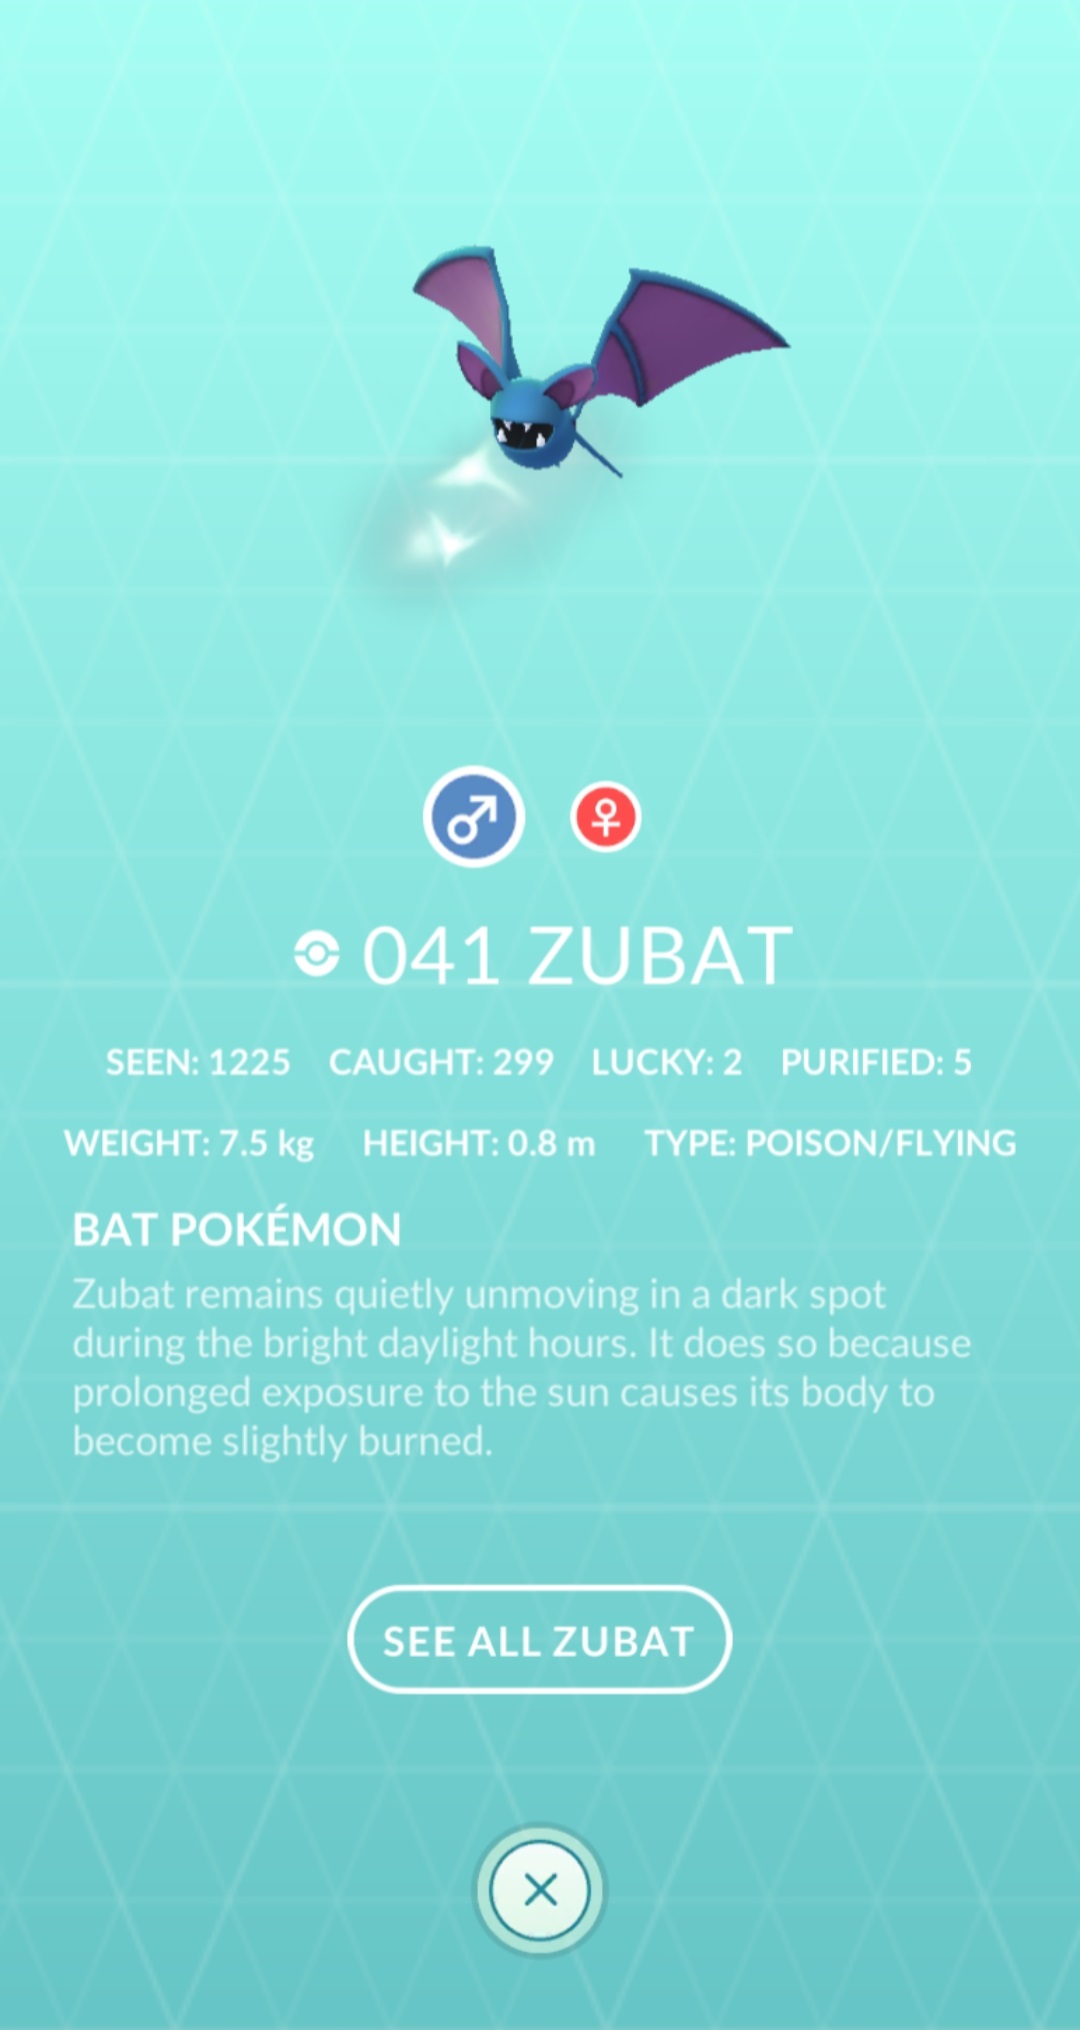 041 ZUBAT
SEEN: 1225 CAUGHT: 299 LUCKY: 2 PURIFIED: 5
WEIGHT: 7.5 kg HEIGHT: 0.8 m TYPE: POISON/FLYING
BAT POKÉMON
Zubat remains quietly unmoving in a dark spot
during the bright daylight hours. It does so because
prolonged exposure to the sun causes its body to
become slightly burned.
SEE ALL ZUBAT